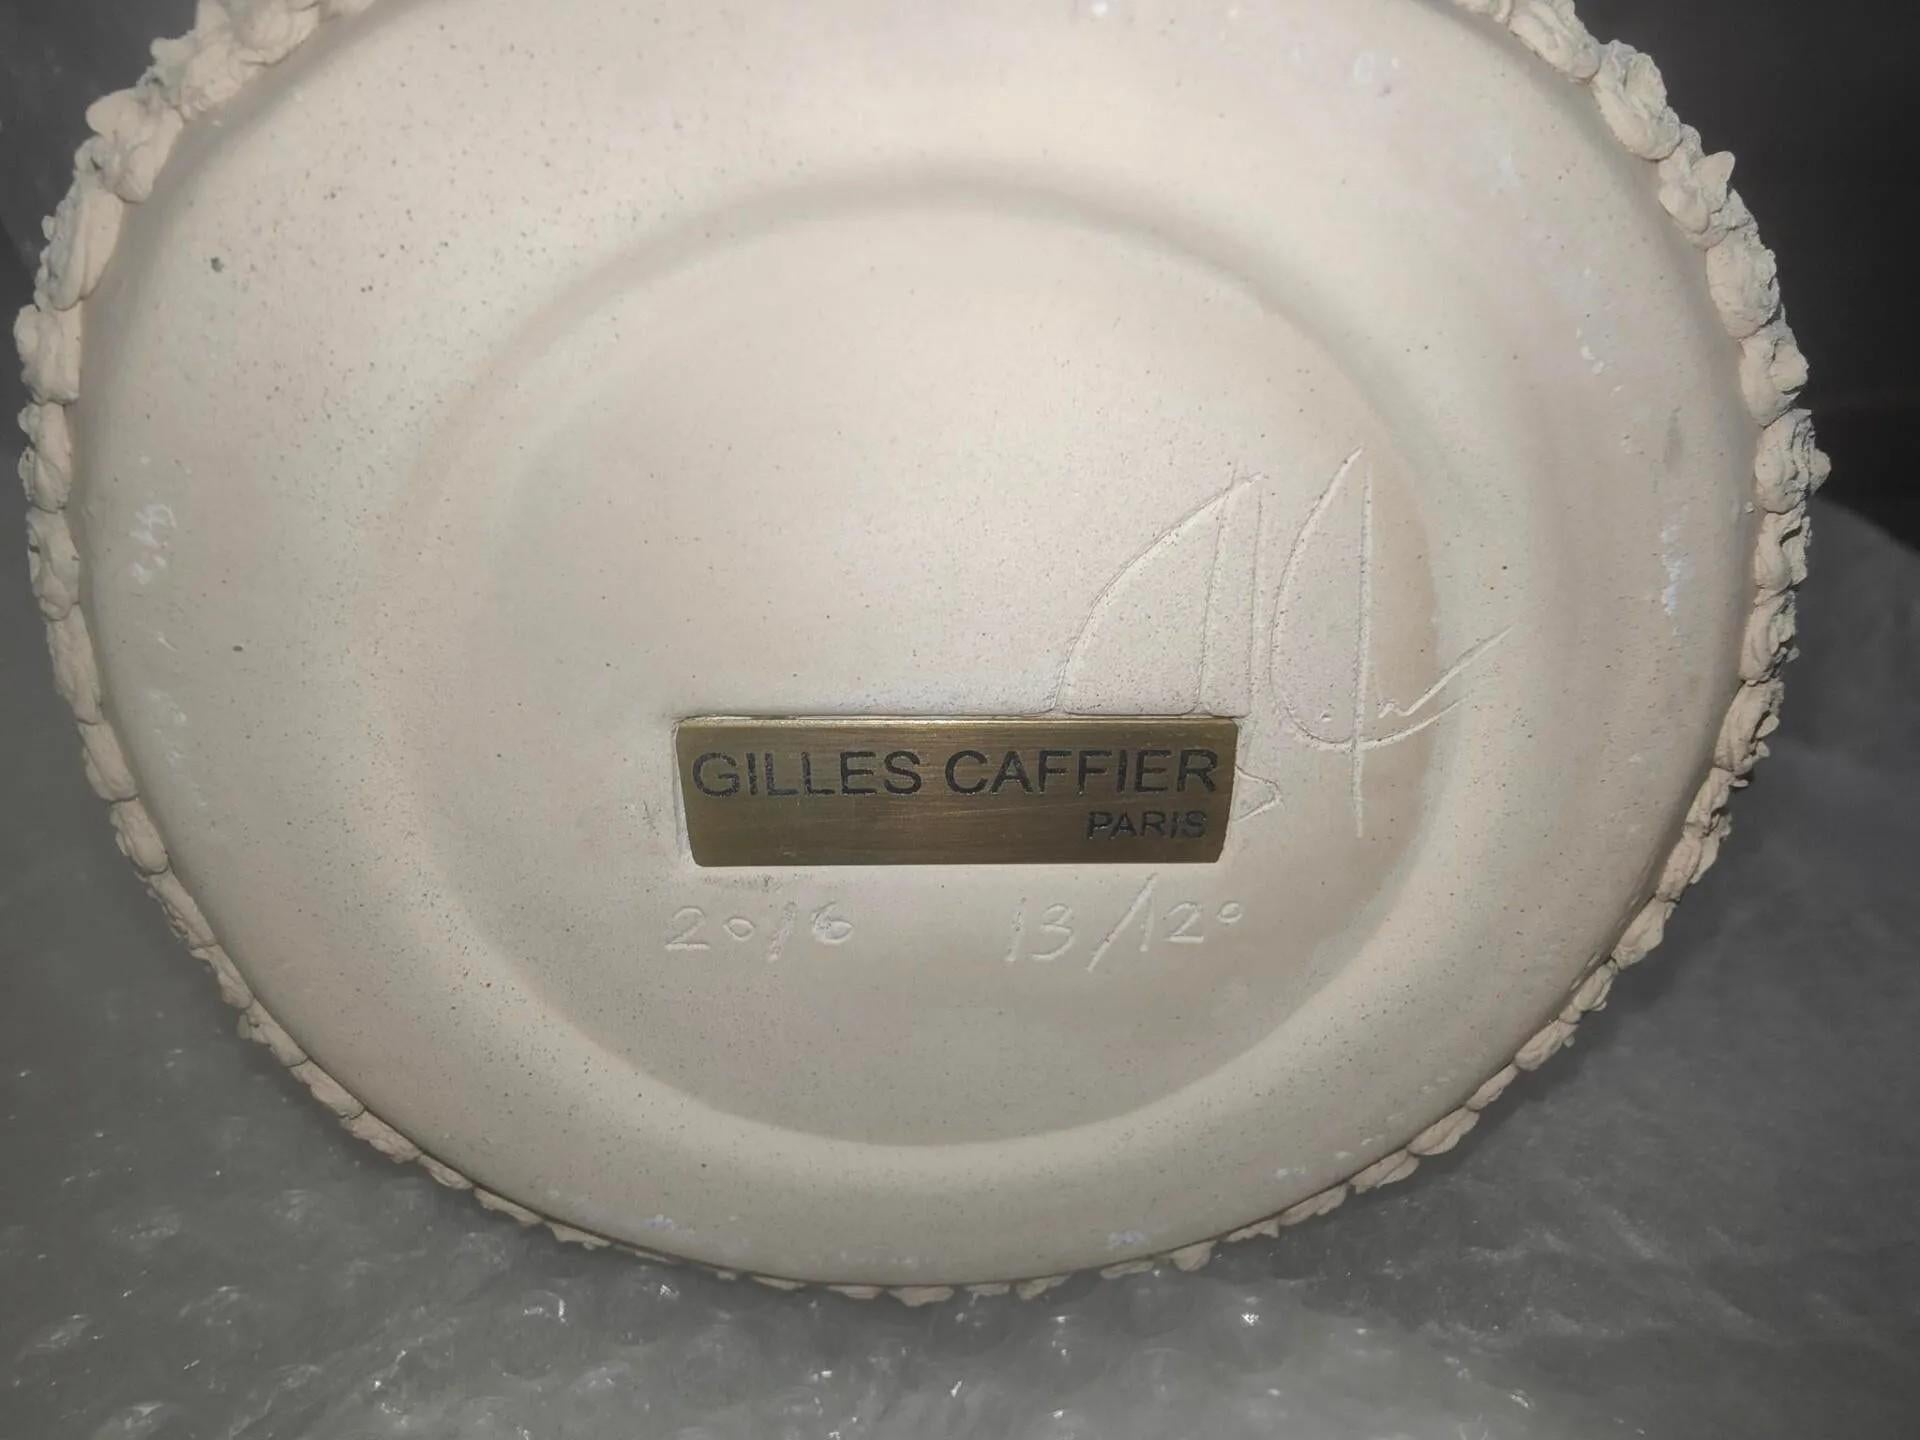 GILLES CAFFIER
PARIS
2016 13/120